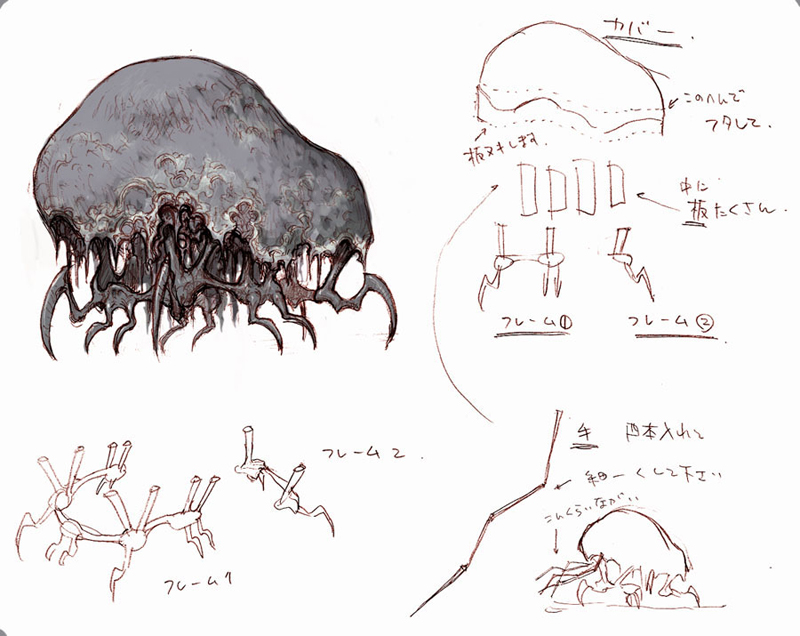 カバー.
このへんで
フタして.
板ヌキします.
中に
板たくさん.
フレーム①
フレーム②
フレーム2.
フレーム1
手 四本入れて
細ーくして下さい
こんくらいながい